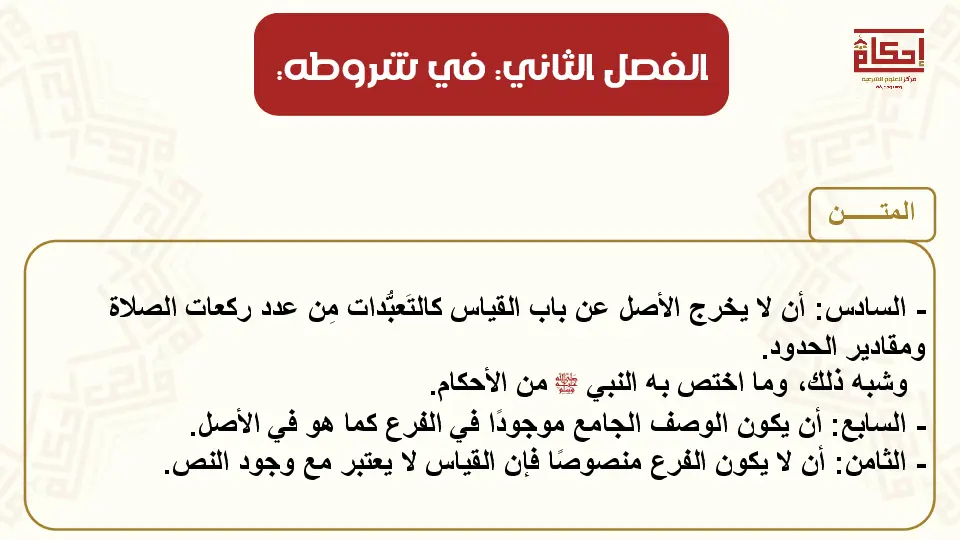 الفصل الثاني: في شروطه:
إحكام
مركز للعلوم الشرعية
المتـــــن
- السادس: أن لا يخرج الأصل عن باب القياس كالتَعبُّدات مِن عدد ركعات الصلاة
ومقادير الحدود.
وشبه ذلك، وما اختص به النبي ﷺ من الأحكام.
- السابع: أن يكون الوصف الجامع موجودًا في الفرع كما هو في الأصل.
- الثامن: أن لا يكون الفرع منصوصًا فإن القياس لا يعتبر مع وجود النص.